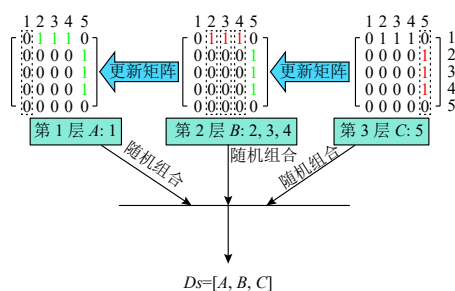 1 2 3 4 5 1 2 3 4 5 1 2 3 4 5
0 1 1 1 0 0 1 1 1 0 0 1 1 1 0 1
0 0 0 0 1 0 0 0 0 1 0 0 0 0 1 2
0 0 0 0 1 更新矩阵 0 0 0 0 1 更新矩阵 0 0 0 0 1 3
0 0 0 0 1 0 0 0 0 1 0 0 0 0 1 4
0 0 0 0 0 0 0 0 0 0 0 0 0 0 0 5
第 1 层 A: 1 第 2 层 B: 2, 3, 4 第 3 层 C: 5
随机组合 随机组合 随机组合
Ds=[A, B, C]